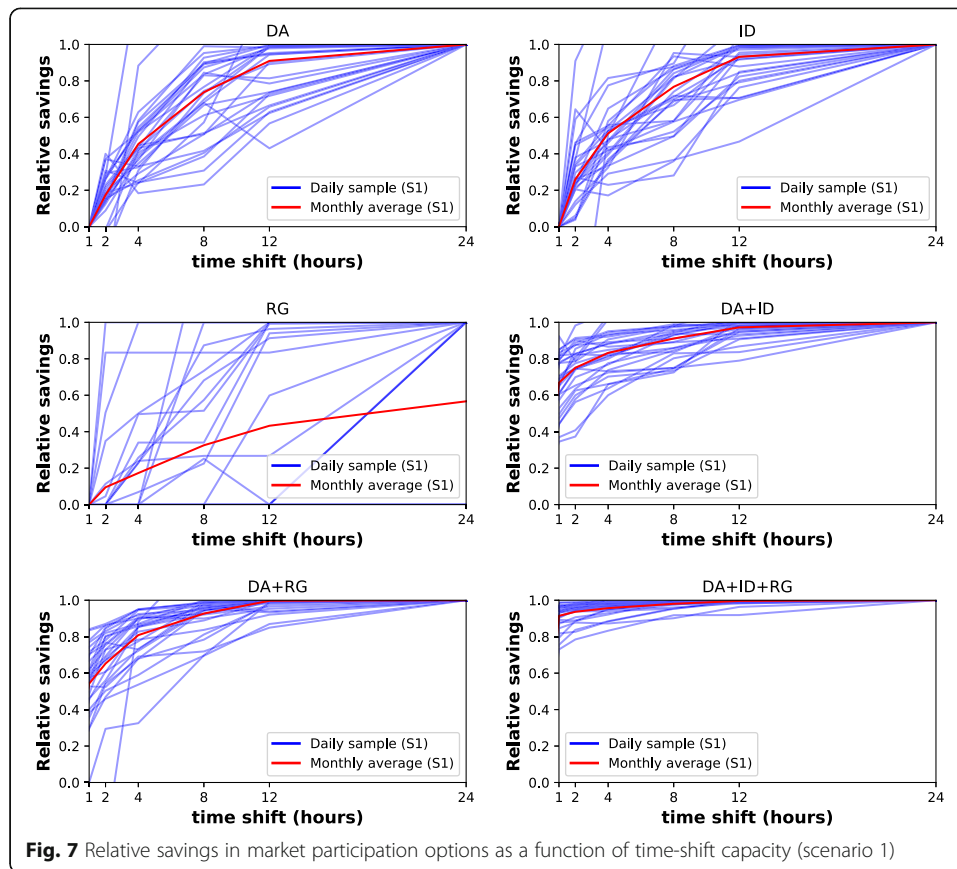 DA
Relative savings
1.0
0.8
0.6
0.4
0.2
0.0
Daily sample (S1)
Monthly average (S1)
1 2 4 8 12 24
time shift (hours)
ID
Relative savings
1.0
0.8
0.6
0.4
0.2
0.0
Daily sample (S1)
Monthly average (S1)
1 2 4 8 12 24
time shift (hours)
RG
Relative savings
1.0
0.8
0.6
0.4
0.2
0.0
Daily sample (S1)
Monthly average (S1)
1 2 4 8 12 24
time shift (hours)
DA+ID
Relative savings
1.0
0.8
0.6
0.4
0.2
0.0
Daily sample (S1)
Monthly average (S1)
1 2 4 8 12 24
time shift (hours)
DA+RG
Relative savings
1.0
0.8
0.6
0.4
0.2
0.0
Daily sample (S1)
Monthly average (S1)
1 2 4 8 12 24
time shift (hours)
DA+ID+RG
Relative savings
1.0
0.8
0.6
0.4
0.2
0.0
Daily sample (S1)
Monthly average (S1)
1 2 4 8 12 24
time shift (hours)
Fig. 7 Relative savings in market participation options as a function of time-shift capacity (scenario 1)